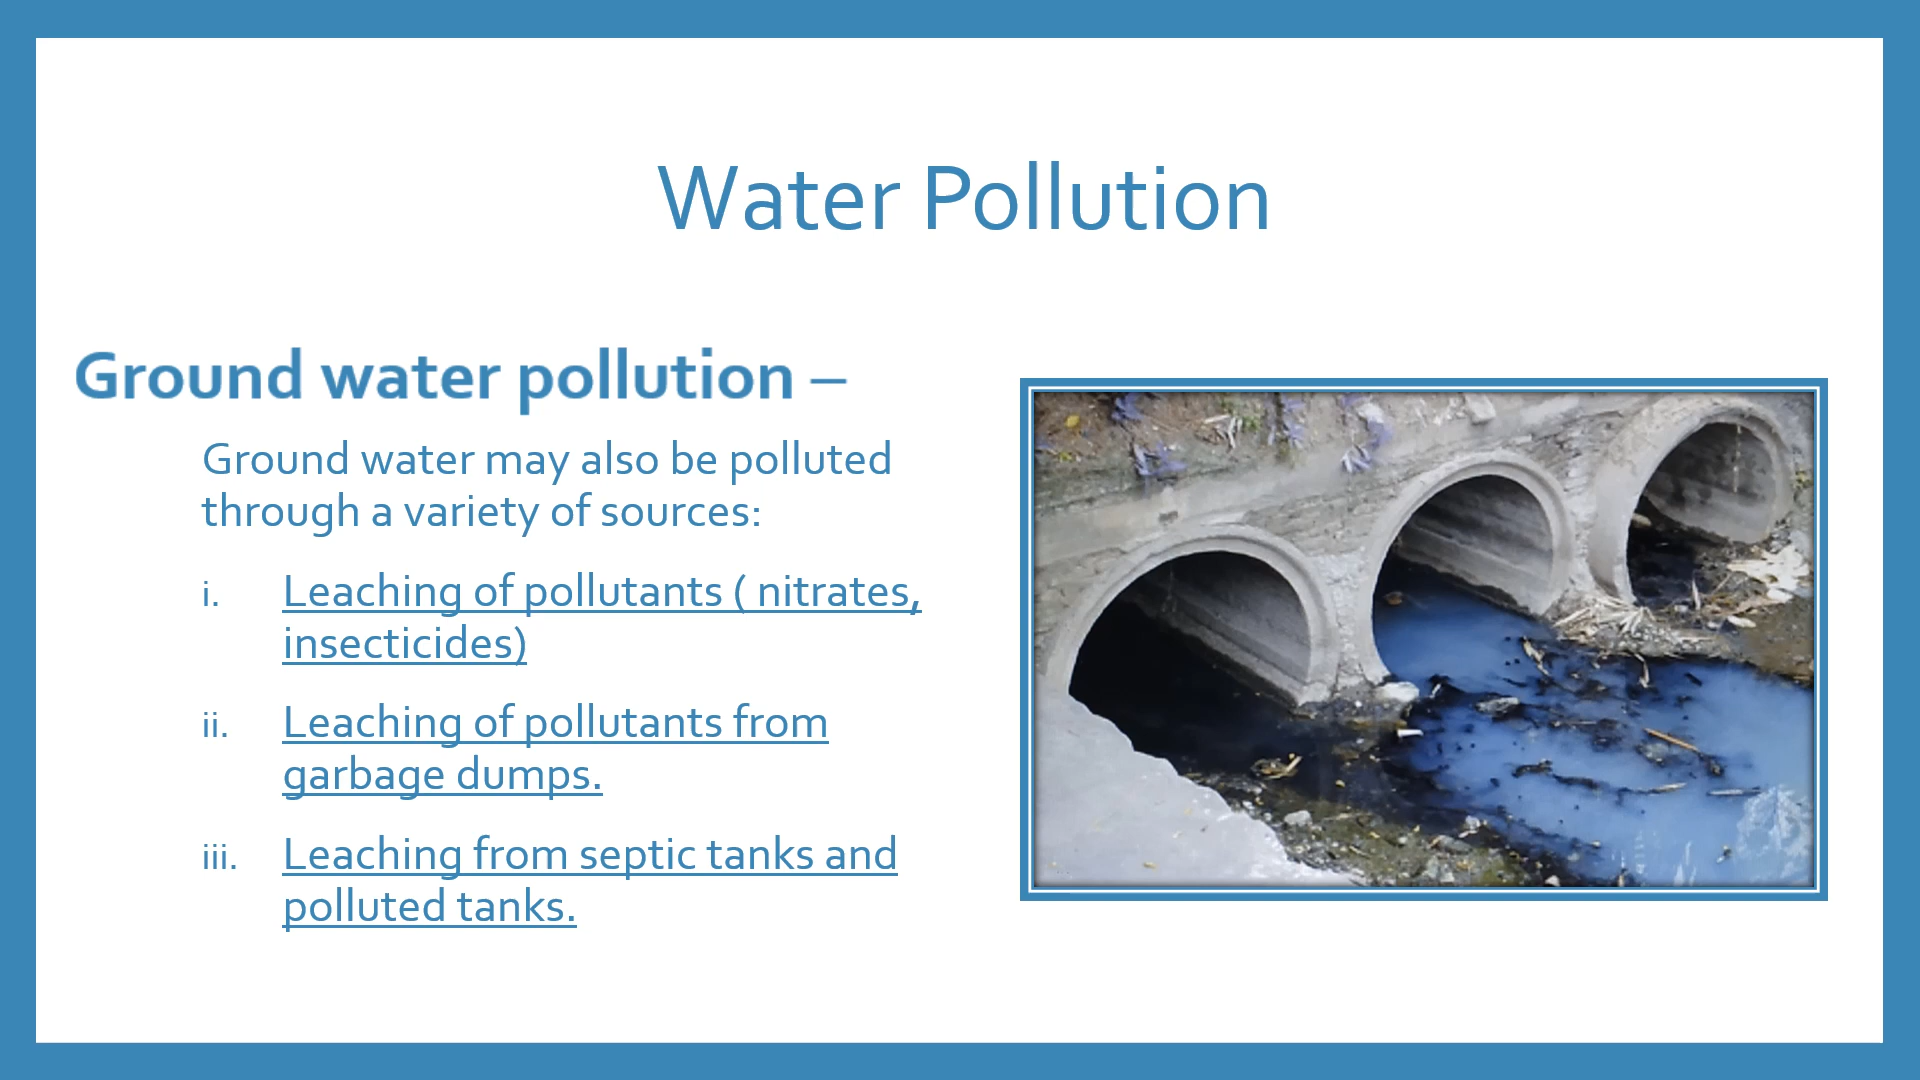 Water Pollution
Ground water pollution –
Ground water may also be polluted
through a variety of sources:
i. Leaching of pollutants ( nitrates,
insecticides)
ii. Leaching of pollutants from
garbage dumps.
iii. Leaching from septic tanks and
polluted tanks.